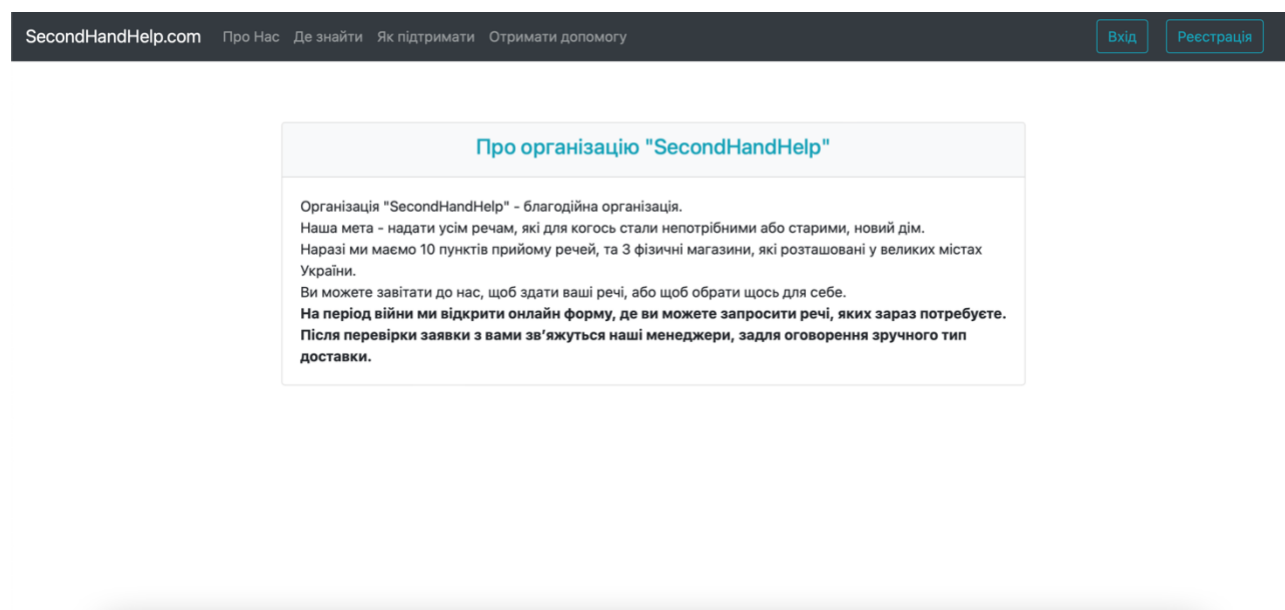 SecondHandHelp.com Про Нас Де знайти Як підтримати Отримати допомогу Вхід Реєстрація
Про організацію "SecondHandHelp"
Організація "SecondHandHelp" - благодійна організація.
Наша мета - надати усім речам, які для когось стали непотрібними або старими, новий дім.
Наразі ми маємо 10 пунктів прийому речей, та 3 фізичні магазини, які розташовані у великих містах
України.
Ви можете завітати до нас, щоб здати ваші речі, або щоб обрати щось для себе.
На період війни ми відкрити онлайн форму, де ви можете запросити речі, яких зараз потребуєте.
Після перевірки заявки з вами зв’яжуться наші менеджери, задля оговорення зручного тип
доставки.